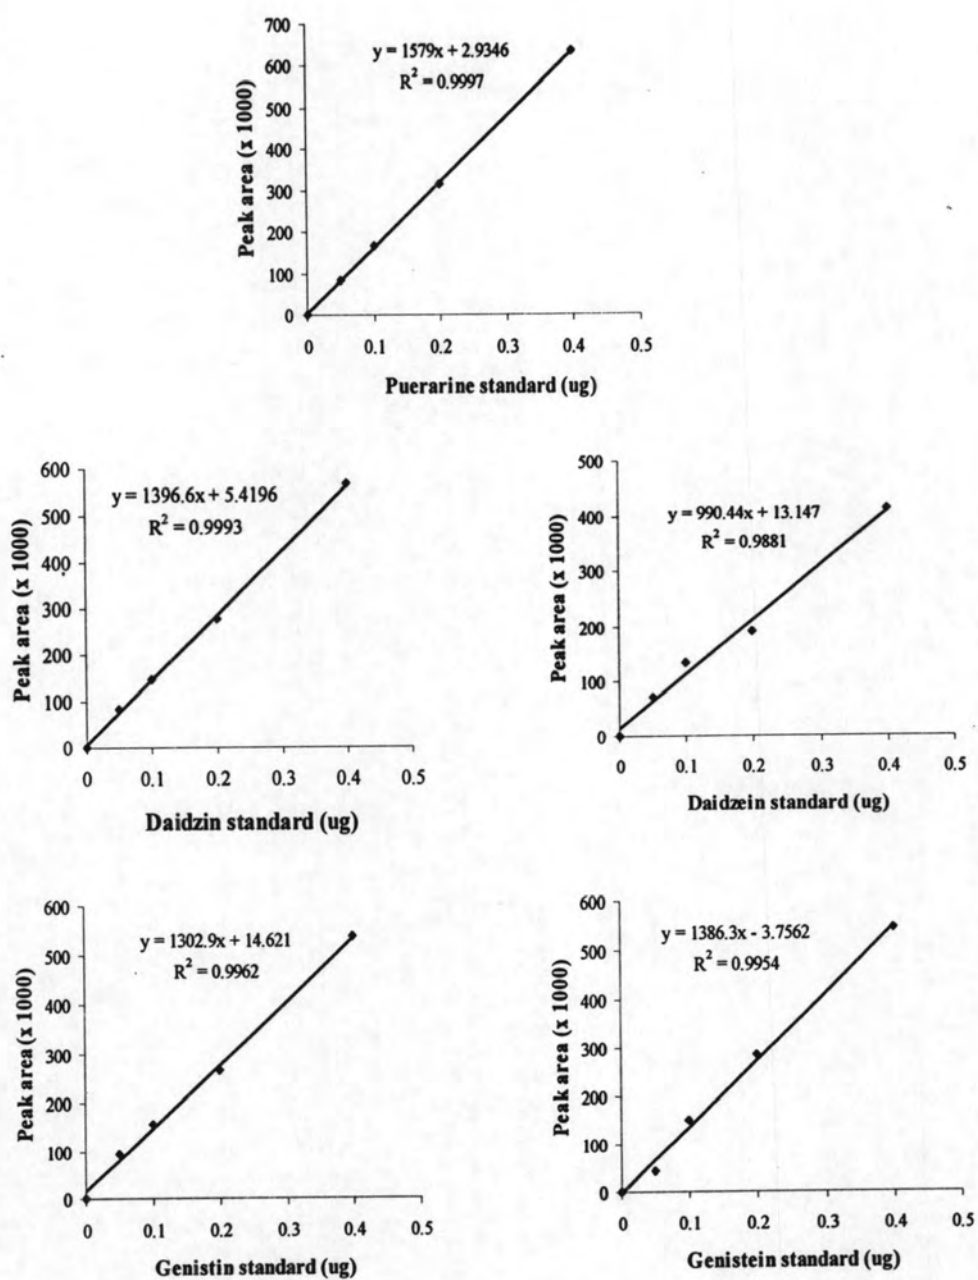 700
600
500
400
300
200
100
0
Peak area (x 1000)
y = 1579x + 2.9346
R² = 0.9997
0 0.1 0.2 0.3 0.4 0.5
Puerarine standard (ug)
600
500
400
300
200
100
0
Peak area (x 1000)
y = 1396.6x + 5.4196
R² = 0.9993
0 0.1 0.2 0.3 0.4 0.5
Daidzin standard (ug)
500
400
300
200
100
0
Peak area (x 1000)
y = 990.44x + 13.147
R² = 0.9881
0 0.1 0.2 0.3 0.4 0.5
Daidzein standard (ug)
600
500
400
300
200
100
0
Peak area (x 1000)
y = 1302.9x + 14.621
R² = 0.9962
0 0.1 0.2 0.3 0.4 0.5
Genistin standard (ug)
600
500
400
300
200
100
0
Peak area (x 1000)
y = 1386.3x - 3.7562
R² = 0.9954
0 0.1 0.2 0.3 0.4 0.5
Genistein standard (ug)